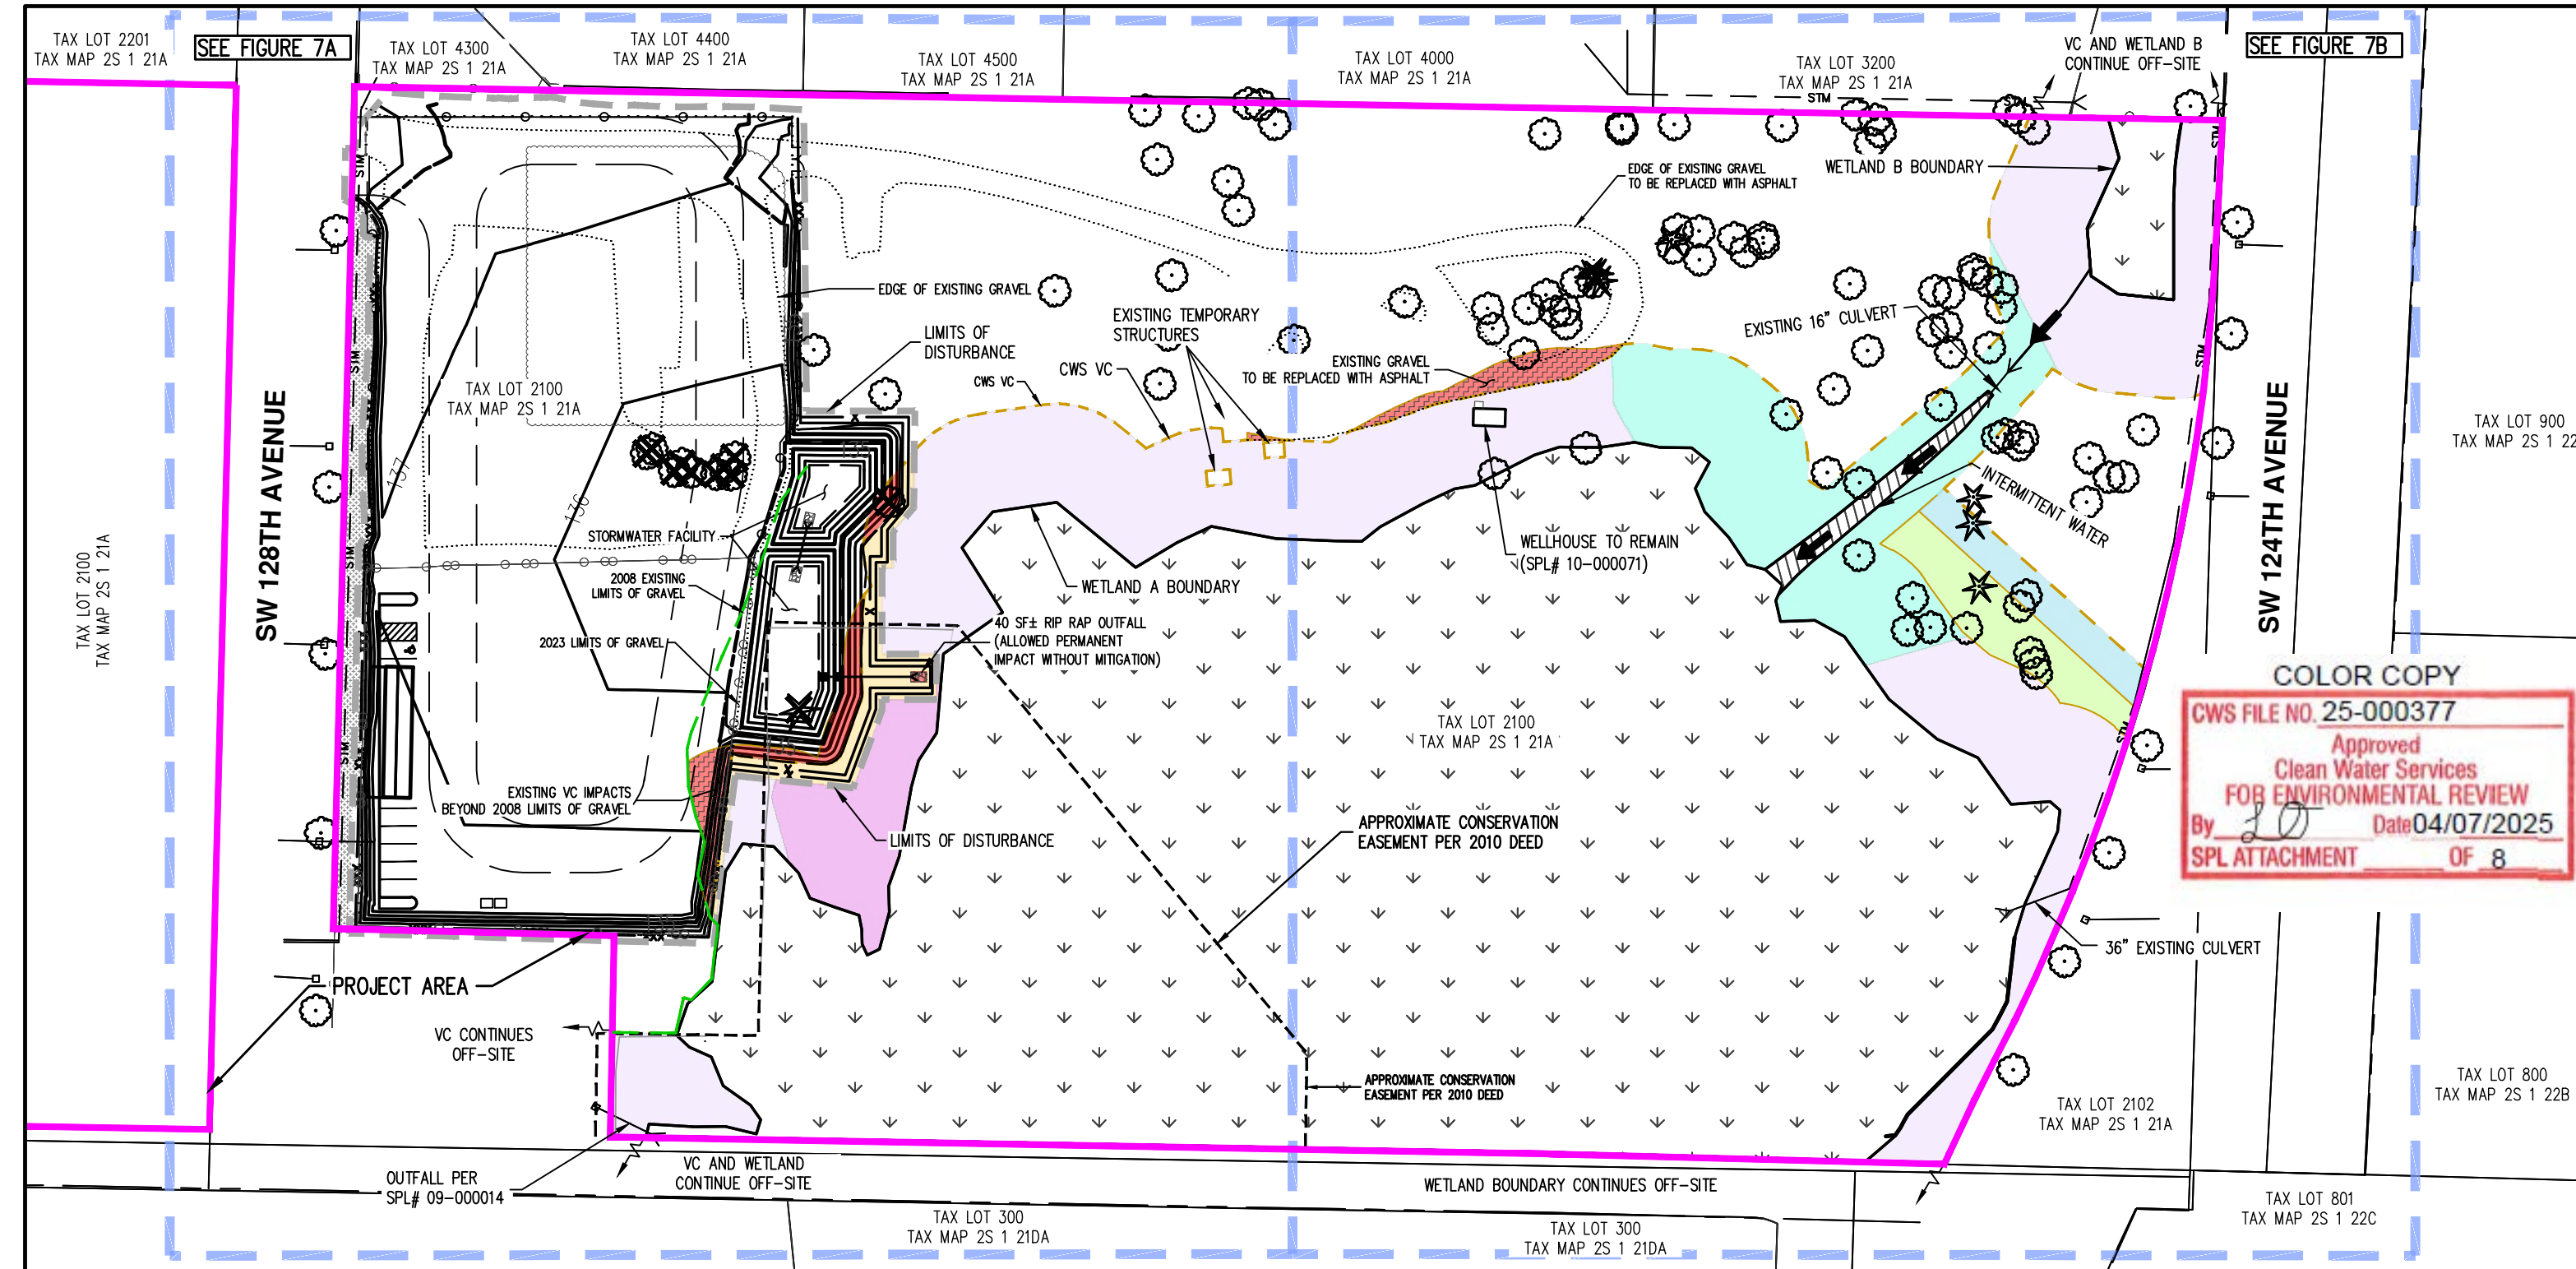 TAX LOT 2201
TAX MAP 2S 1 21A
SEE FIGURE 7A
TAX LOT 4300
TAX MAP 2S 1 21A
TAX LOT 4400
TAX MAP 2S 1 21A
TAX LOT 4500
TAX MAP 2S 1 21A
TAX LOT 4000
TAX MAP 2S 1 21A
TAX LOT 3200
TAX MAP 2S 1 21A
STM
STM
VC AND WETLAND B
CONTINUE OFF-SITE
SEE FIGURE 7B
STM
STM
EDGE OF EXISTING GRAVEL
TO BE REPLACED WITH ASPHALT
WETLAND B BOUNDARY
EDGE OF EXISTING GRAVEL
LIMITS OF
DISTURBANCE
EXISTING TEMPORARY
STRUCTURES
CWS VC
CWS VC
EXISTING GRAVEL
TO BE REPLACED WITH ASPHALT
EXISTING 16" CULVERT
STM
STM
STM
TAX LOT 2100
TAX MAP 2S 1 21A
SW 128TH AVENUE
SW 124TH AVENUE
TAX LOT 900
TAX MAP 2S 1 22
137
136
135
STORMWATER FACILITY
INTERMITTENT WATER
WELLHOUSE TO REMAIN
(SPL# 10-000071)
TAX LOT 2100
TAX MAP 2S 1 21A
STM
2008 EXISTING
LIMITS OF GRAVEL
WETLAND A BOUNDARY
40 SF± RIP RAP OUTFALL
(ALLOWED PERMANENT
IMPACT WITHOUT MITIGATION)
2023 LIMITS OF GRAVEL
STM
STM
COLOR COPY
CWS FILE NO. 25-000377
Approved
Clean Water Services
FOR ENVIRONMENTAL REVIEW
By Date 04/07/2025
SPL ATTACHMENT OF 8
TAX LOT 2100
TAX MAP 2S 1 21A
STM
EXISTING VC IMPACTS
BEYOND 2008 LIMITS OF GRAVEL
LIMITS OF DISTURBANCE
APPROXIMATE CONSERVATION
EASEMENT PER 2010 DEED
36" EXISTING CULVERT
PROJECT AREA
VC CONTINUES
OFF-SITE
APPROXIMATE CONSERVATION
EASEMENT PER 2010 DEED
TAX LOT 2102
TAX MAP 2S 1 21A
TAX LOT 800
TAX MAP 2S 1 22B
OUTFALL PER
SPL# 09-000014
VC AND WETLAND
CONTINUE OFF-SITE
WETLAND BOUNDARY CONTINUES OFF-SITE
TAX LOT 300
TAX MAP 2S 1 21DA
TAX LOT 300
TAX MAP 2S 1 21DA
TAX LOT 801
TAX MAP 2S 1 22C